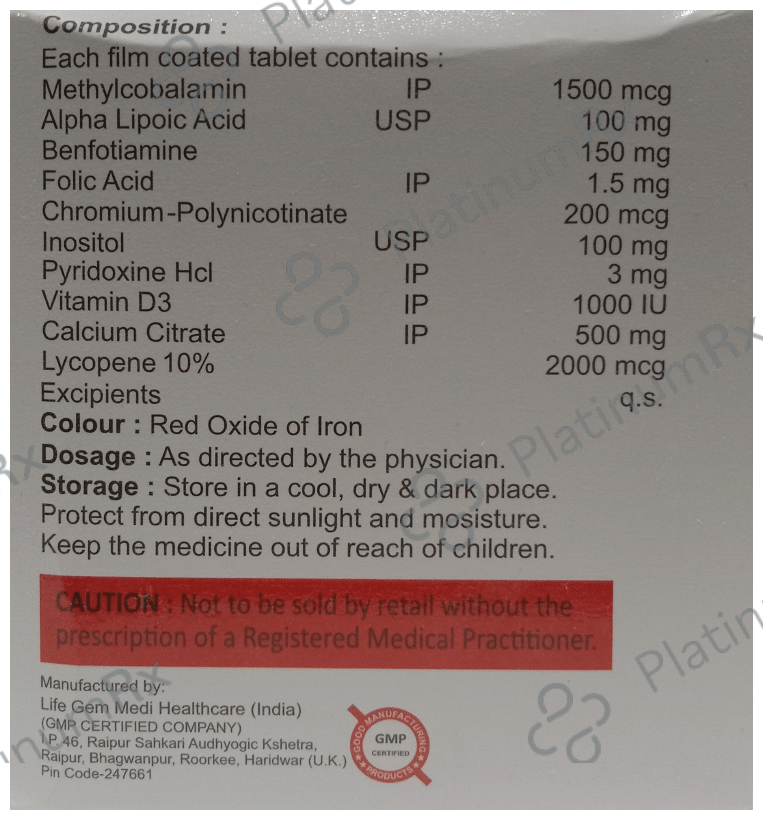 Composition :
Each film coated tablet contains :
Methylcobalamin IP 1500 mcg
Alpha Lipoic Acid USP 100 mg
Benfotiamine 150 mg
Folic Acid IP 1.5 mg
Chromium-Polynicotinate 200 mcg
Inositol USP 100 mg
Pyridoxine Hcl IP 3 mg
Vitamin D3 IP 1000 IU
Calcium Citrate IP 500 mg
Lycopene 10% 2000 mcg
Excipients q.s.
Colour : Red Oxide of Iron
Dosage : As directed by the physician.
Storage : Store in a cool, dry & dark place.
Protect from direct sunlight and mosisture.
Keep the medicine out of reach of children.
CAUTION : Not to be sold by retail without the
prescription of a Registered Medical Practitioner.
Manufactured by:
Life Gem Medi Healthcare (India)
(GMP CERTIFIED COMPANY)
I.P.46, Raipur Sahkari Audhyogic Kshetra,
Raipur, Bhagwanpur, Roorkee, Haridwar (U.K.)
Pin Code-247661
GOOD MANUFACTURING
GMP
CERTIFIED
PRODUCTS
PlatinumRx
PlatinumRx
PlatinumRx